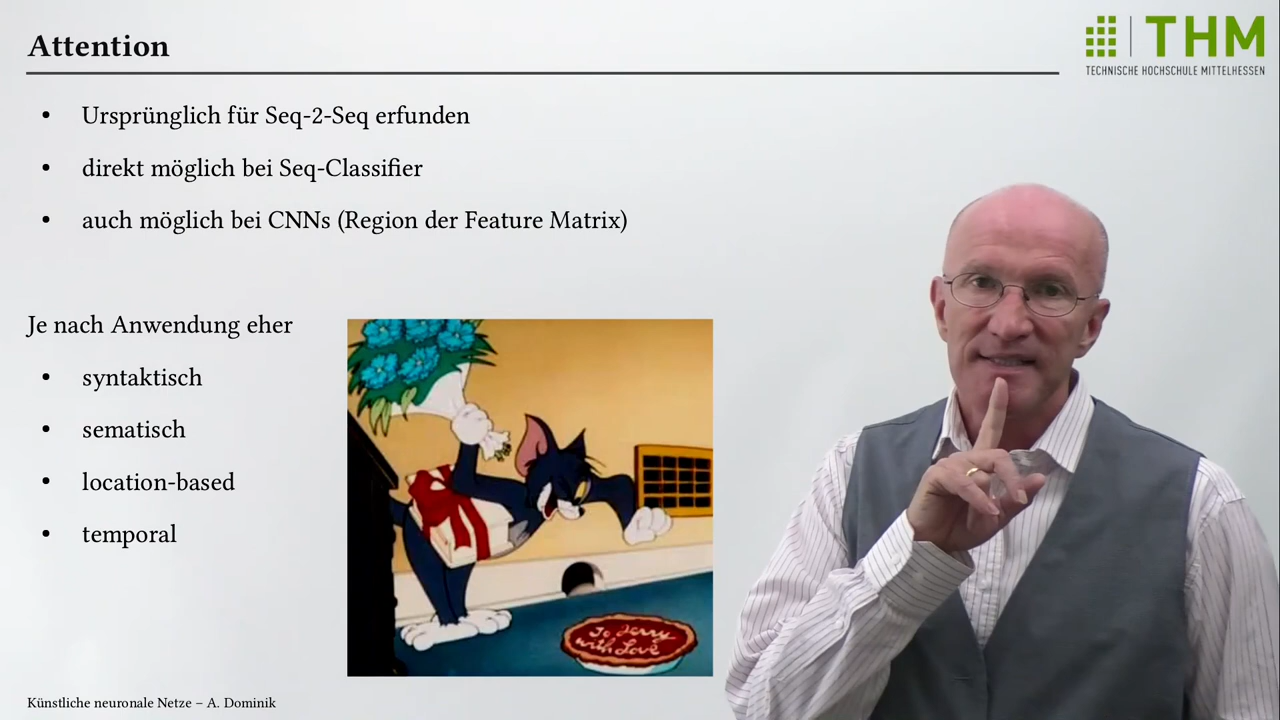 Attention
THM
TECHNISCHE HOCHSCHULE MITTELHESSEN
• Ursprünglich für Seq-2-Seq erfunden
• direkt möglich bei Seq-Classifier
• auch möglich bei CNNs (Region der Feature Matrix)
Je nach Anwendung eher
• syntaktisch
• sematisch
• location-based
• temporal
To Jerry
with Love
Künstliche neuronale Netze – A. Dominik